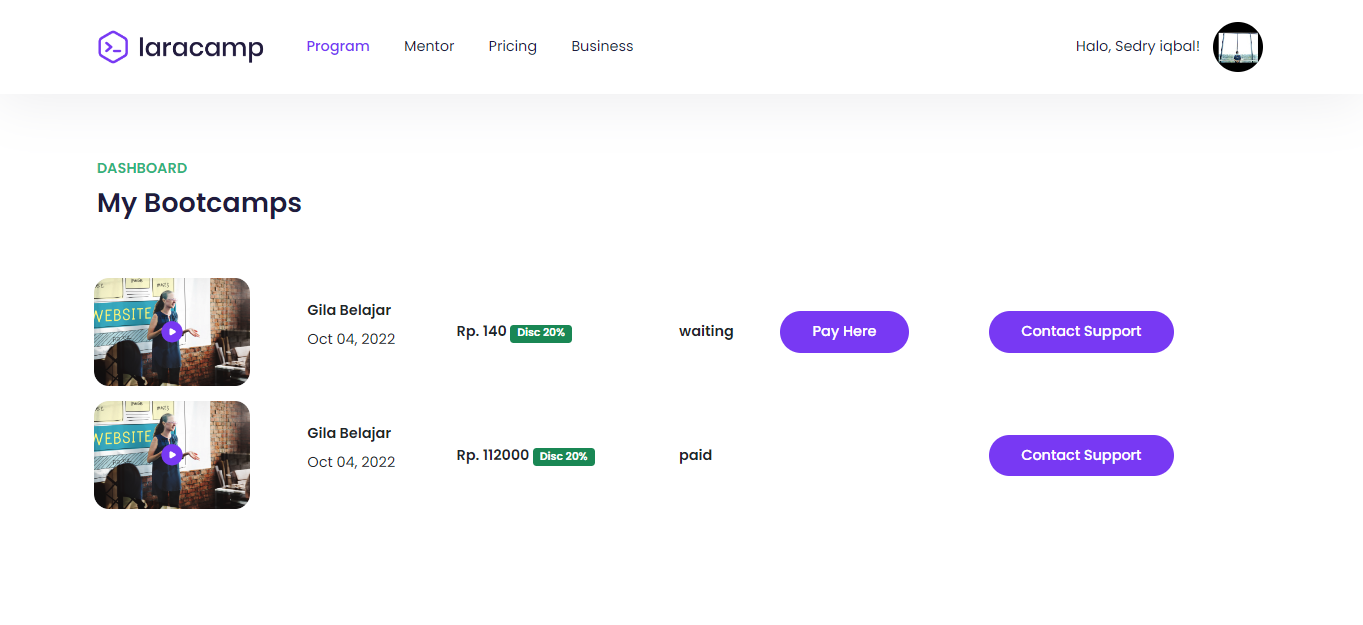 laracamp
Program Mentor Pricing Business
Halo, Sedry iqbal!
DASHBOARD
My Bootcamps
WEBSITE
Gila Belajar
Oct 04, 2022
Rp. 140 Disc 20% waiting Pay Here Contact Support
WEBSITE
Gila Belajar
Oct 04, 2022
Rp. 112000 Disc 20% paid Contact Support